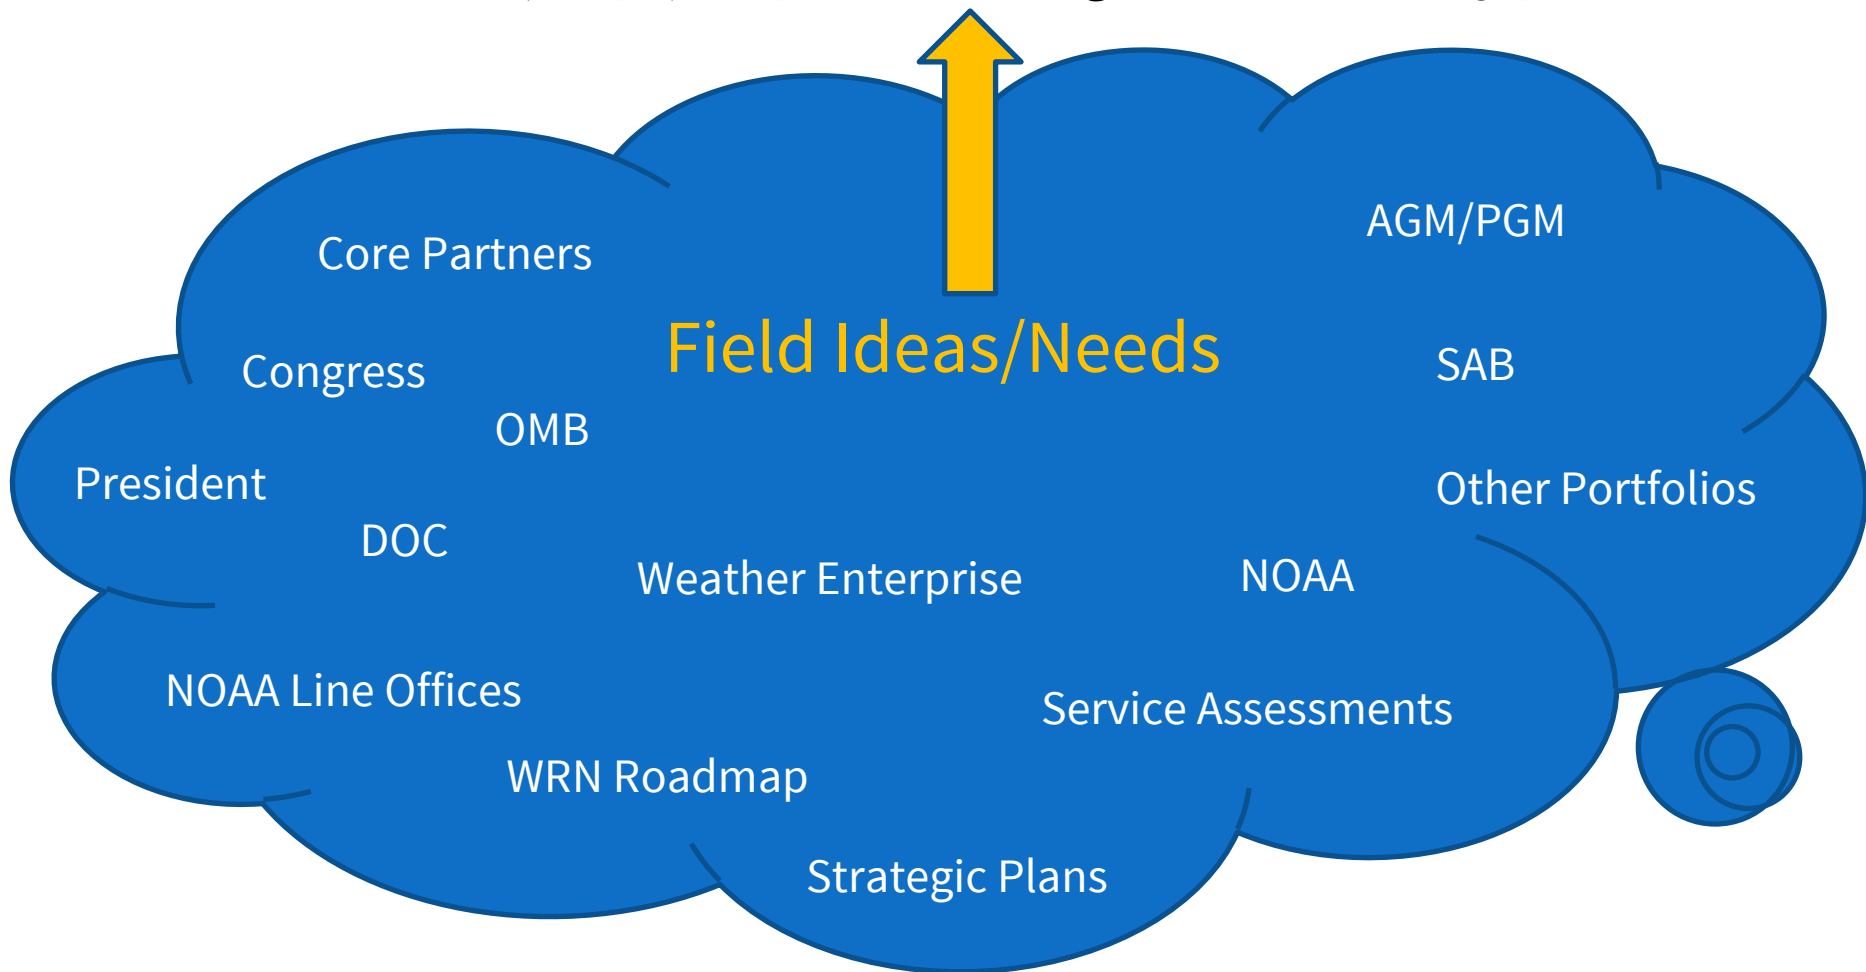 AGM/PGM
Core Partners
Field Ideas/Needs
SAB
Congress
OMB
President
Other Portfolios
DOC
Weather Enterprise
NOAA
NOAA Line Offices
Service Assessments
WRN Roadmap
Strategic Plans